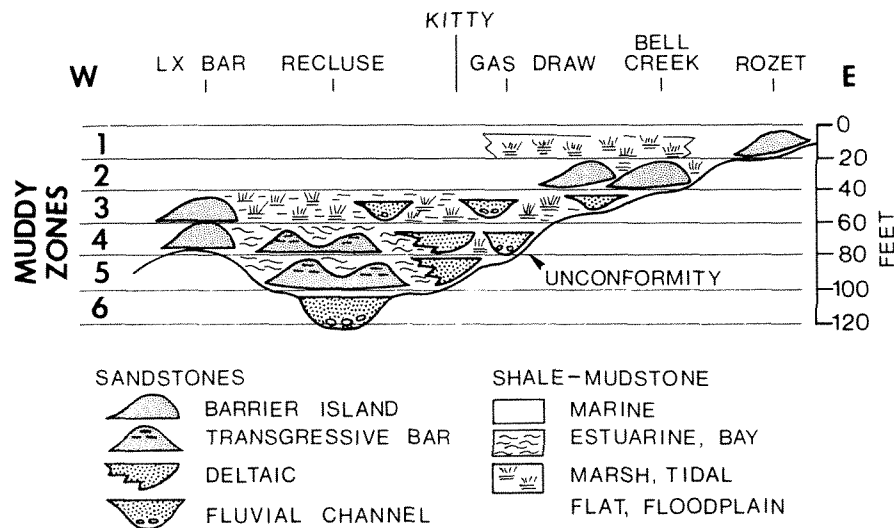 KITTY
W LX BAR RECLUSE GAS DRAW BELL CREEK ROZET E
MUDDY ZONES
1
2
3
4
5
6
0
20
40
60
80
100
120
FEET
UNCONFORMITY
SANDSTONES
BARRIER ISLAND
TRANSGRESSIVE BAR
DELTAIC
FLUVIAL CHANNEL
SHALE-MUDSTONE
MARINE
ESTUARINE, BAY
MARSH, TIDAL
FLAT, FLOODPLAIN